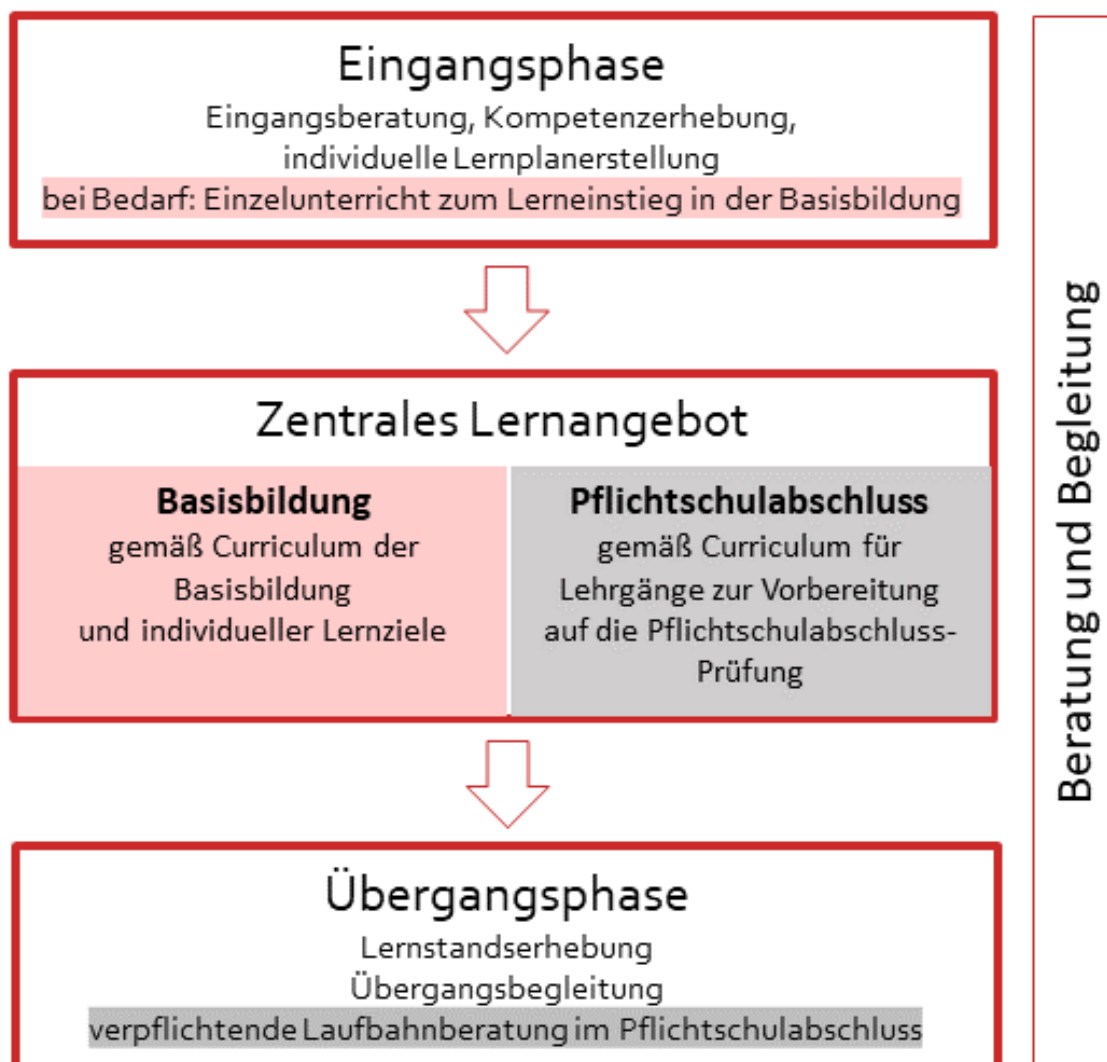 Eingangsphase
Eingangsberatung, Kompetenzerhebung,
individuelle Lernplanerstellung
bei Bedarf: Einzelunterricht zum Lerneinstieg in der Basisbildung
Zentrales Lernangebot
Basisbildung
gemäß Curriculum der
Basisbildung
und individueller Lernziele
Pflichtschulabschluss
gemäß Curriculum für
Lehrgänge zur Vorbereitung
auf die Pflichtschulabschluss-
Prüfung
Übergangsphase
Lernstandserhebung
Übergangsbegleitung
verpflichtende Laufbahnberatung im Pflichtschulabschluss
Beratung und Begleitung